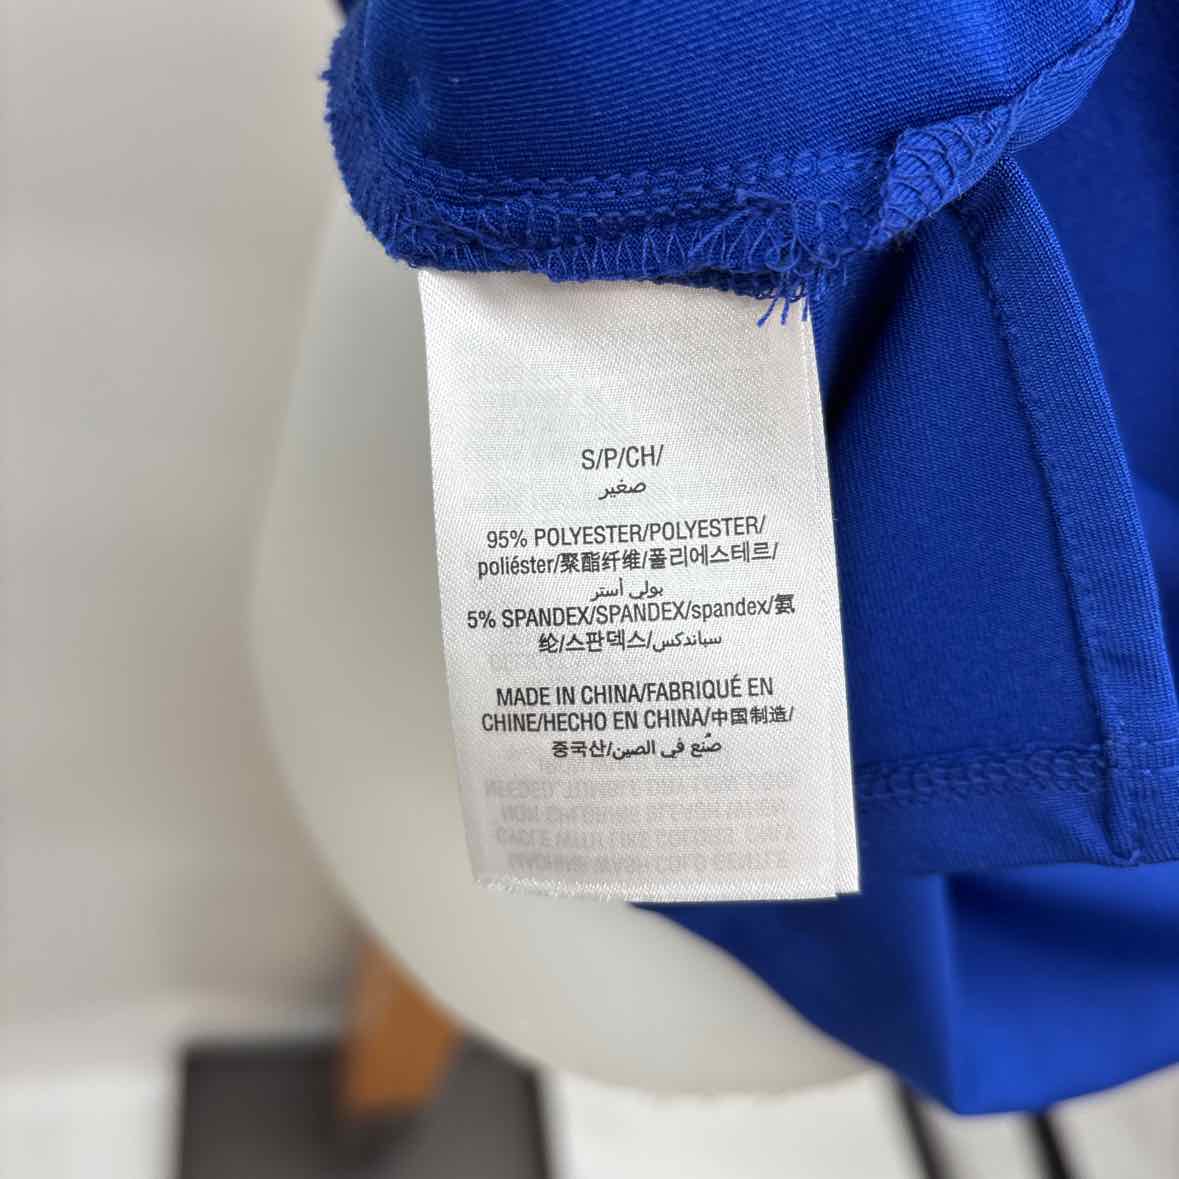 S/P/CH/
صغير
95% POLYESTER/POLYESTER/
poliéster/聚酯纤维/폴리에스테르/
بولي أستر
5% SPANDEX/SPANDEX/spandex/氨
纶/스판덱스/سباندكس
MADE IN CHINA/FABRIQUÉ EN
CHINE/HECHO EN CHINA/中国制造/
중국산/صُنع في الصين